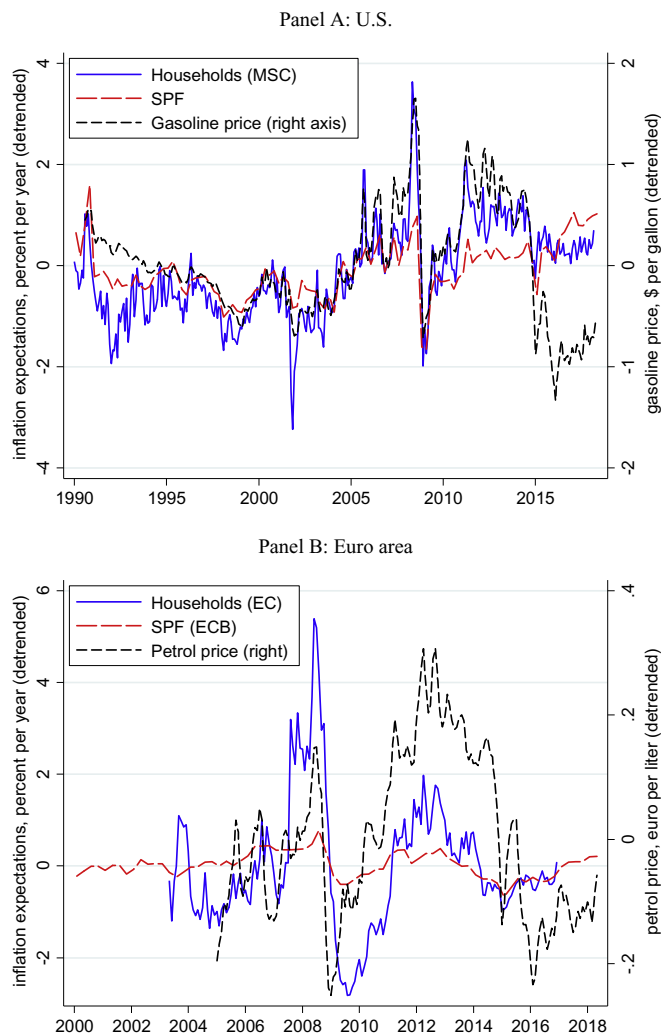 Panel A: U.S.
inflation expectations, percent per year (detrended)
4
2
0
-2
-4
Households (MSC)
SPF
Gasoline price (right axis)
2
1
0
-1
-2
gasoline price, $ per gallon (detrended)
1990 1995 2000 2005 2010 2015
Panel B: Euro area
inflation expectations, percent per year (detrended)
6
4
2
0
-2
Households (EC)
SPF (ECB)
Petrol price (right)
.4
.2
0
-.2
petrol price, euro per liter (detrended)
2000 2002 2004 2006 2008 2010 2012 2014 2016 2018